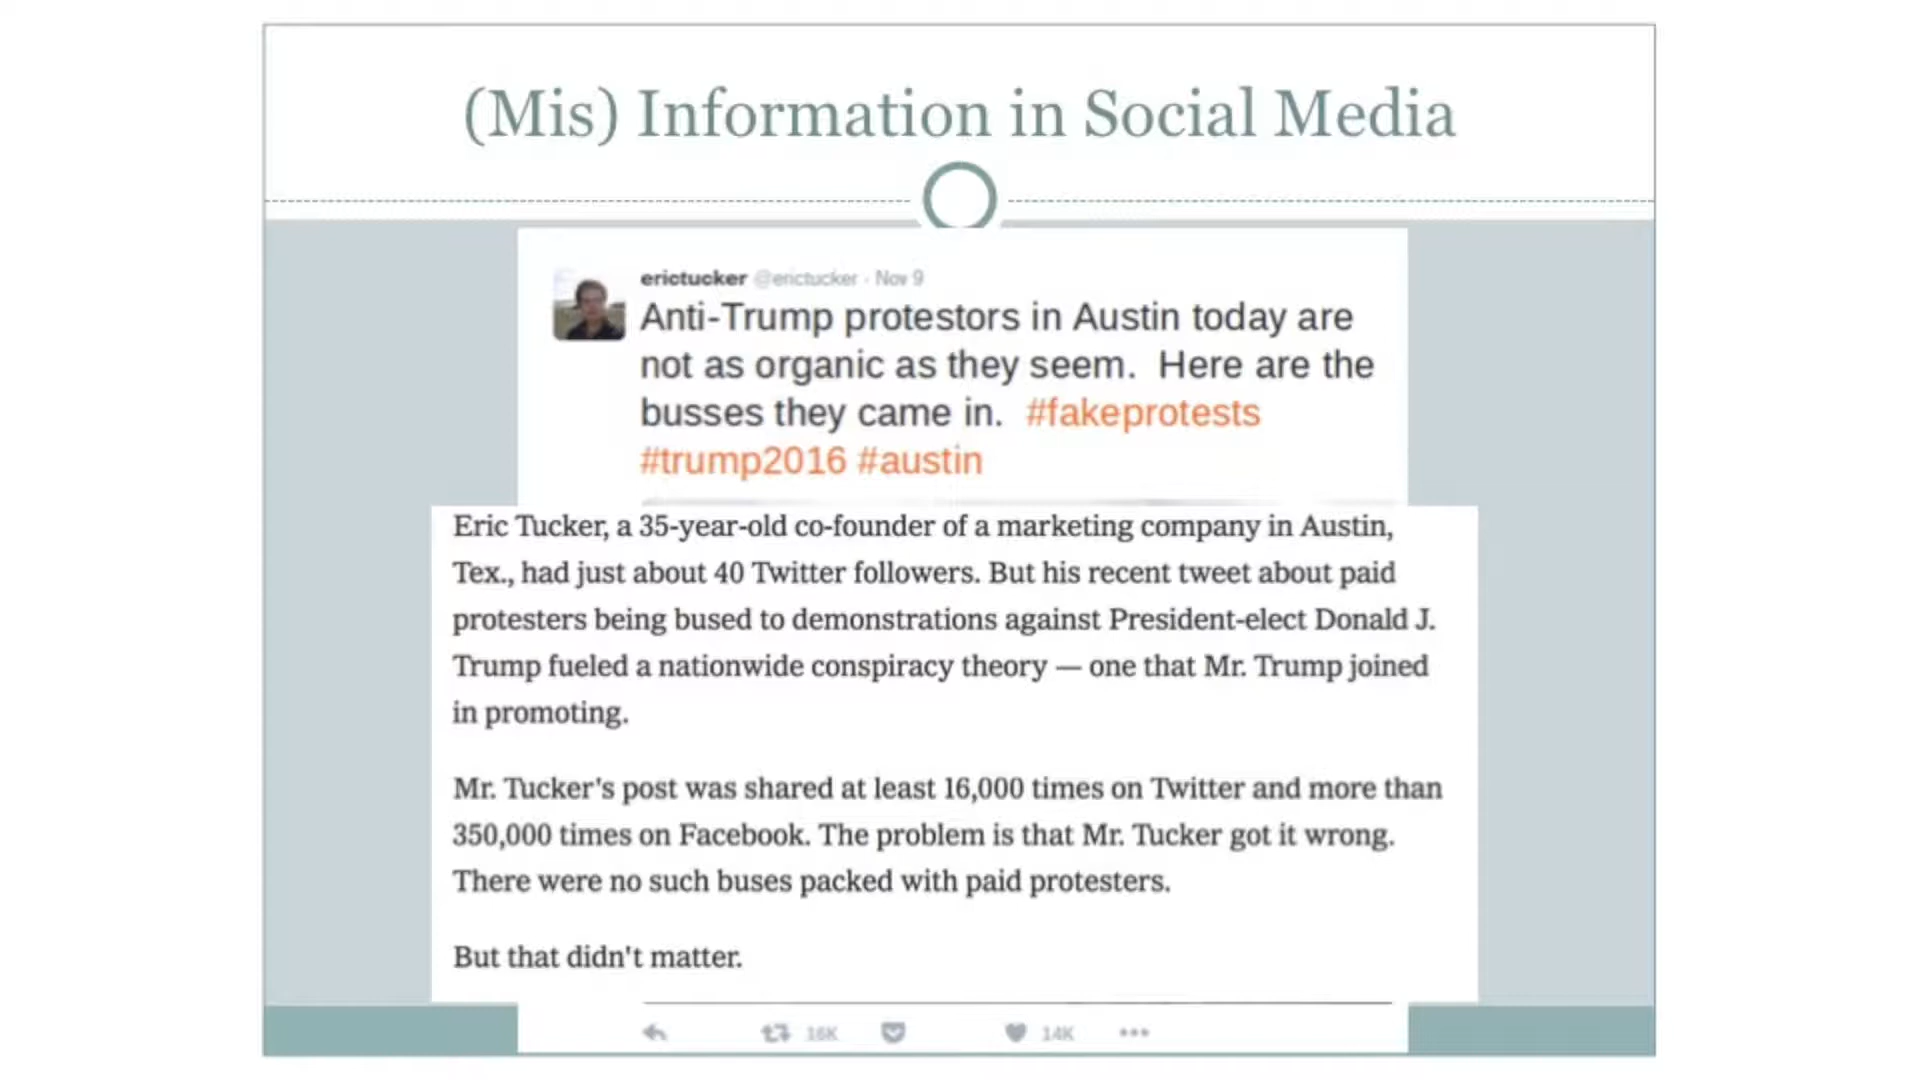 (Mis) Information in Social Media
erictucker @erictucker · Nov 9
Anti-Trump protestors in Austin today are
not as organic as they seem.  Here are the
busses they came in.  #fakeprotests
#trump2016 #austin
Eric Tucker, a 35-year-old co-founder of a marketing company in Austin,
Tex., had just about 40 Twitter followers. But his recent tweet about paid
protesters being bused to demonstrations against President-elect Donald J.
Trump fueled a nationwide conspiracy theory — one that Mr. Trump joined
in promoting.
Mr. Tucker's post was shared at least 16,000 times on Twitter and more than
350,000 times on Facebook. The problem is that Mr. Tucker got it wrong.
There were no such buses packed with paid protesters.
But that didn't matter.
16K 14K